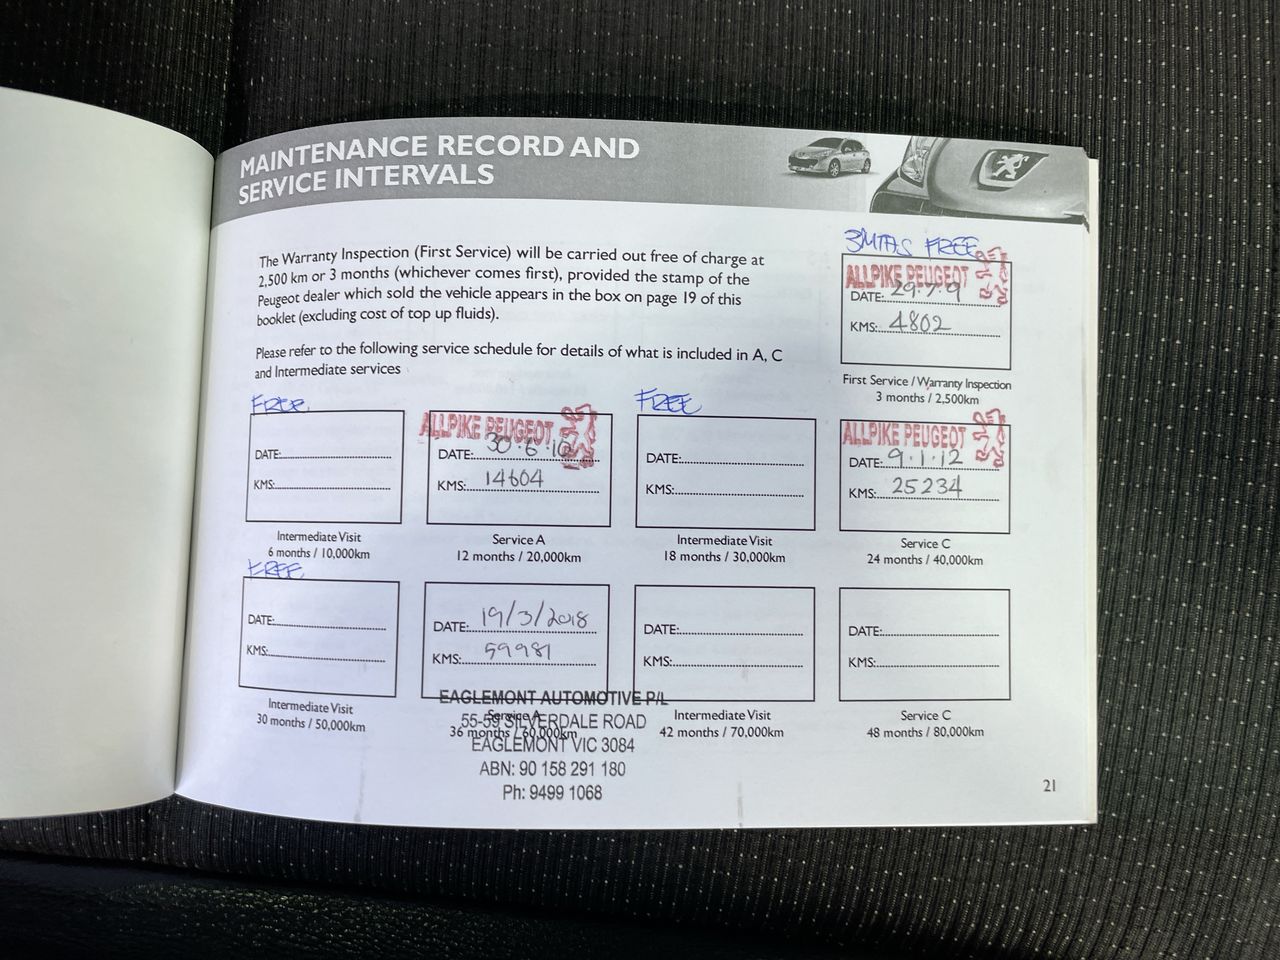 MAINTENANCE RECORD AND
SERVICE INTERVALS
The Warranty Inspection (First Service) will be carried out free of charge at
2,500 km or 3 months (whichever comes first), provided the stamp of the
Peugeot dealer which sold the vehicle appears in the box on page 19 of this
booklet (excluding cost of top up fluids).
Please refer to the following service schedule for details of what is included in A, C
and Intermediate services
3MTHS FREE
ALLPIKE PEUGEOT
DATE: 29.7.9
KMS: 4802
First Service / Warranty Inspection
3 months / 2,500km
FREE
DATE:
KMS:
Intermediate Visit
6 months / 10,000km
ALLPIKE PEUGEOT
DATE: 30.6.10
KMS: 14604
Service A
12 months / 20,000km
FREE
DATE:
KMS:
Intermediate Visit
18 months / 30,000km
ALLPIKE PEUGEOT
DATE: 9.1.12
KMS: 25234
Service C
24 months / 40,000km
FREE
DATE:
KMS:
Intermediate Visit
30 months / 50,000km
DATE: 19/3/2018
KMS: 59981
Service A
36 months / 60,000km
EAGLEMONT AUTOMOTIVE P/L
55-59 SILVERDALE ROAD
EAGLEMONT VIC 3084
ABN: 90 158 291 180
Ph: 9499 1068
DATE:
KMS:
Intermediate Visit
42 months / 70,000km
DATE:
KMS:
Service C
48 months / 80,000km
21